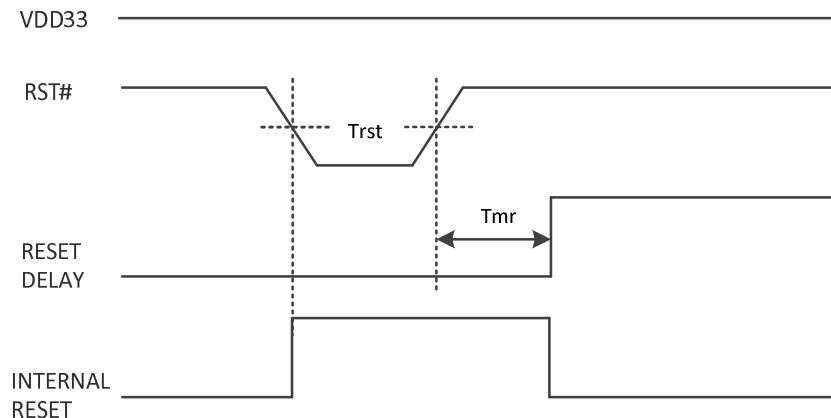 VDD33
RST#
Trst
Tmr
RESET
DELAY
INTERNAL
RESET